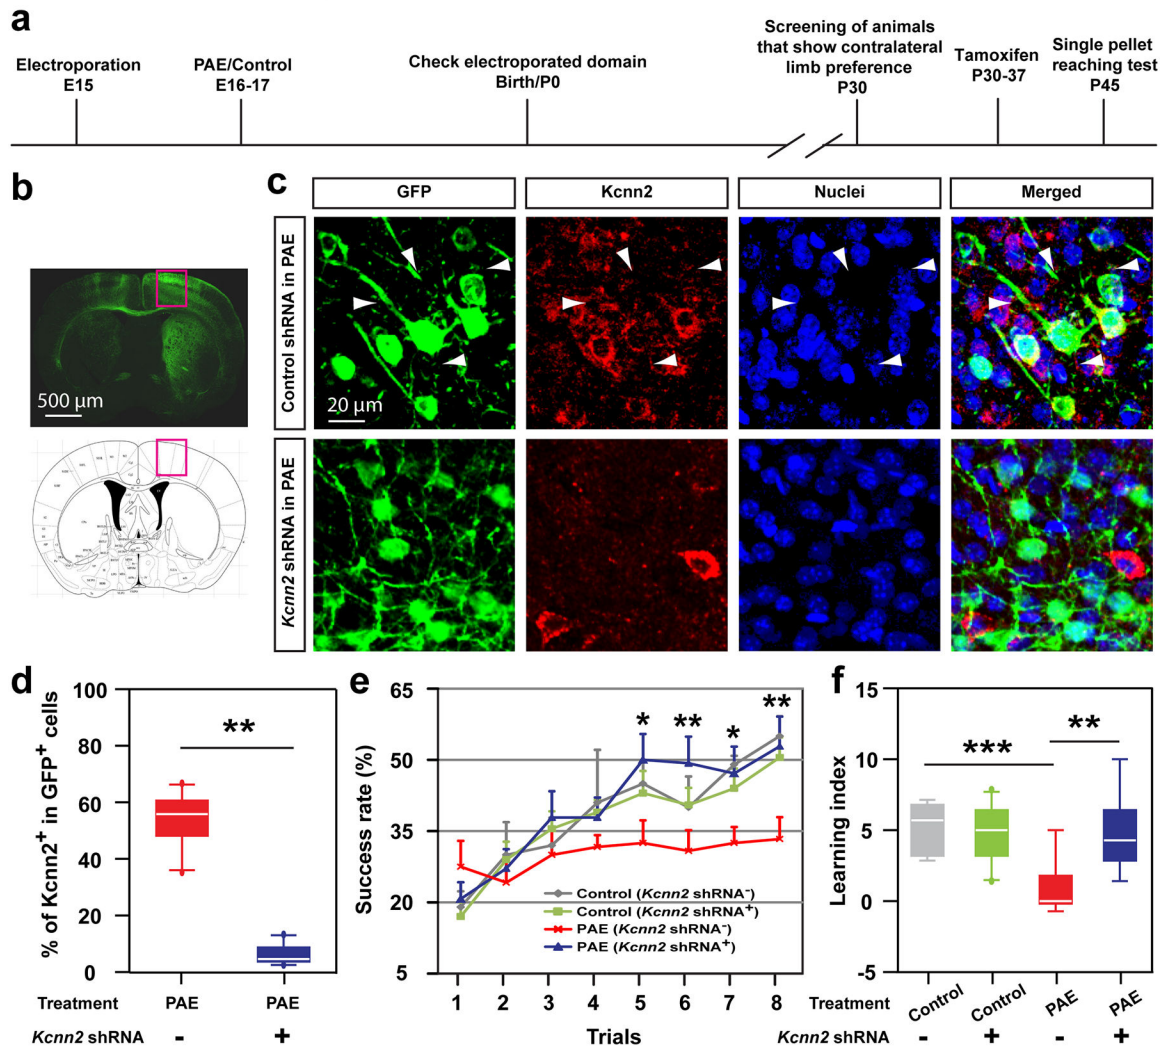 a
Electroporation
E15
PAE/Control
E16-17
Check electroporated domain
Birth/P0
Screening of animals
that show contralateral
limb preference
P30
Tamoxifen
P30-37
Single pellet
reaching test
P45
b
500 µm
c
GFP
Kcnn2
Nuclei
Merged
Control shRNA in PAE
20 µm
Kcnn2 shRNA in PAE
d
% of Kcnn2⁺ in GFP⁺ cells
100
80
60
40
20
0
**
Treatment
PAE
PAE
Kcnn2 shRNA
-
+
e
Success rate (%)
65
50
35
20
5
*
**
*
**
Control (Kcnn2 shRNA⁻)
Control (Kcnn2 shRNA⁺)
PAE (Kcnn2 shRNA⁻)
PAE (Kcnn2 shRNA⁺)
1 2 3 4 5 6 7 8
Trials
f
Learning index
15
10
5
0
-5
***
**
Treatment
Control
Control
PAE
PAE
Kcnn2 shRNA
- + - +